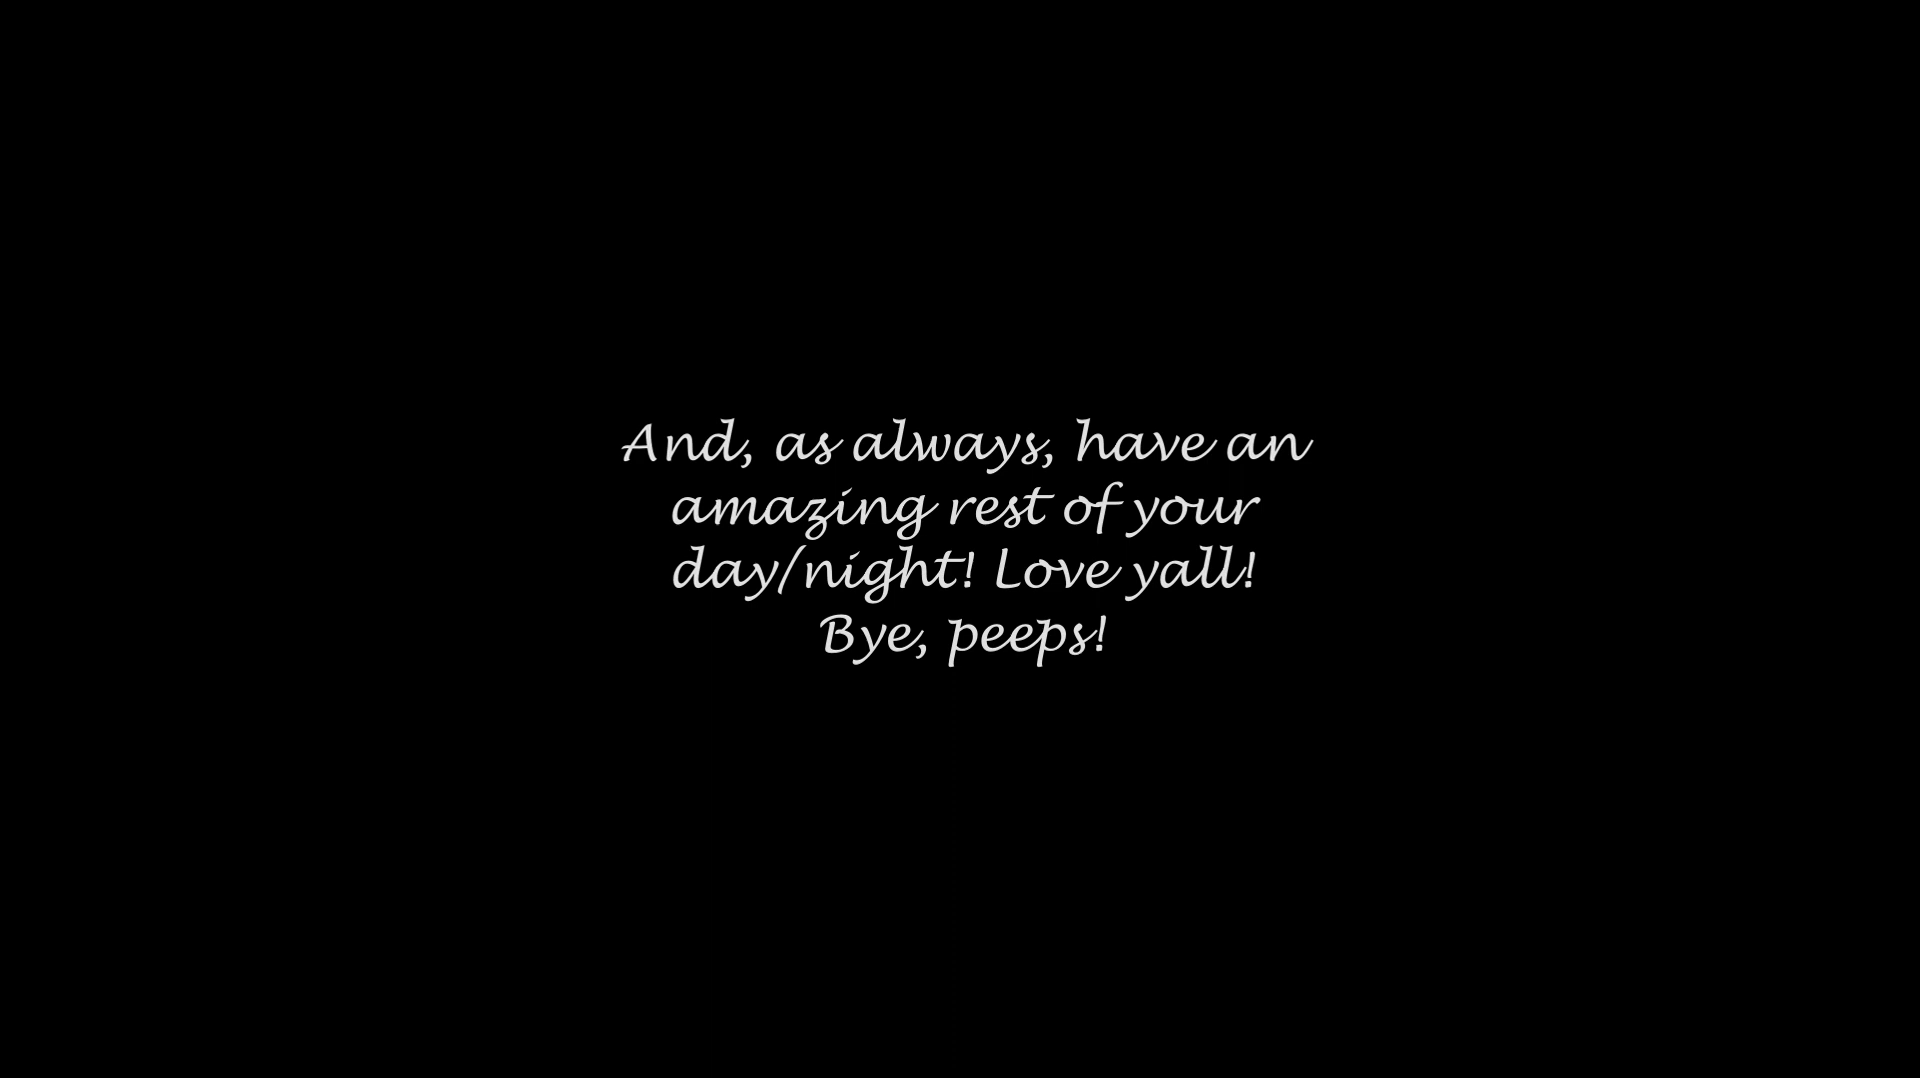 And, as always, have an
amazing rest of your
day/night! Love yall!
Bye, peeps!